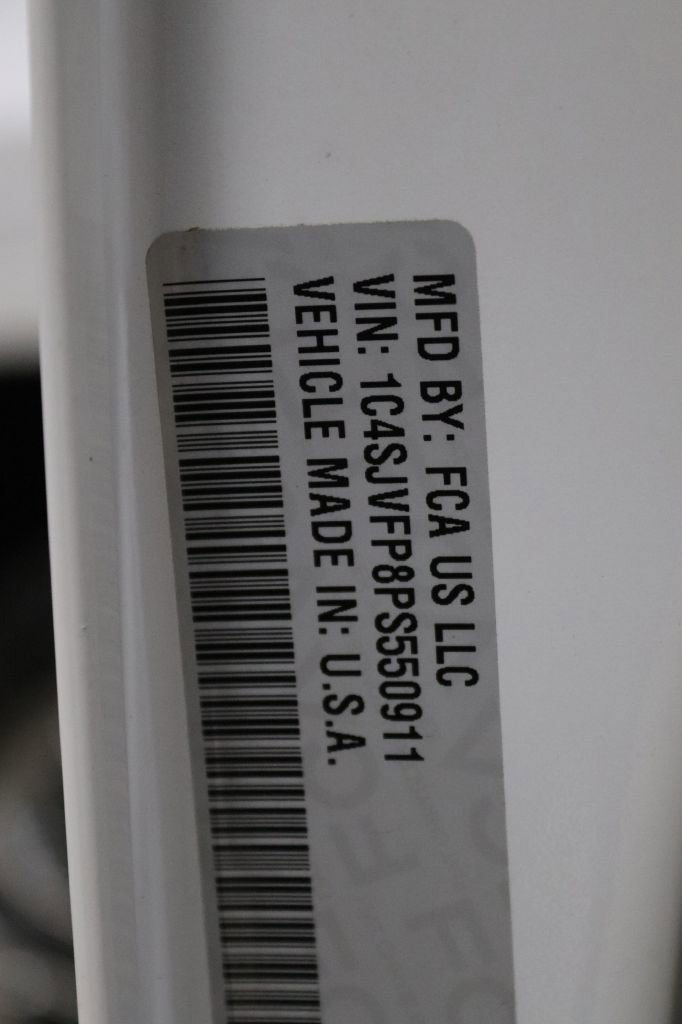 MFD BY: FCA US LLC
VIN: 1C4SJVFP8PS550911
VEHICLE MADE IN: U.S.A.